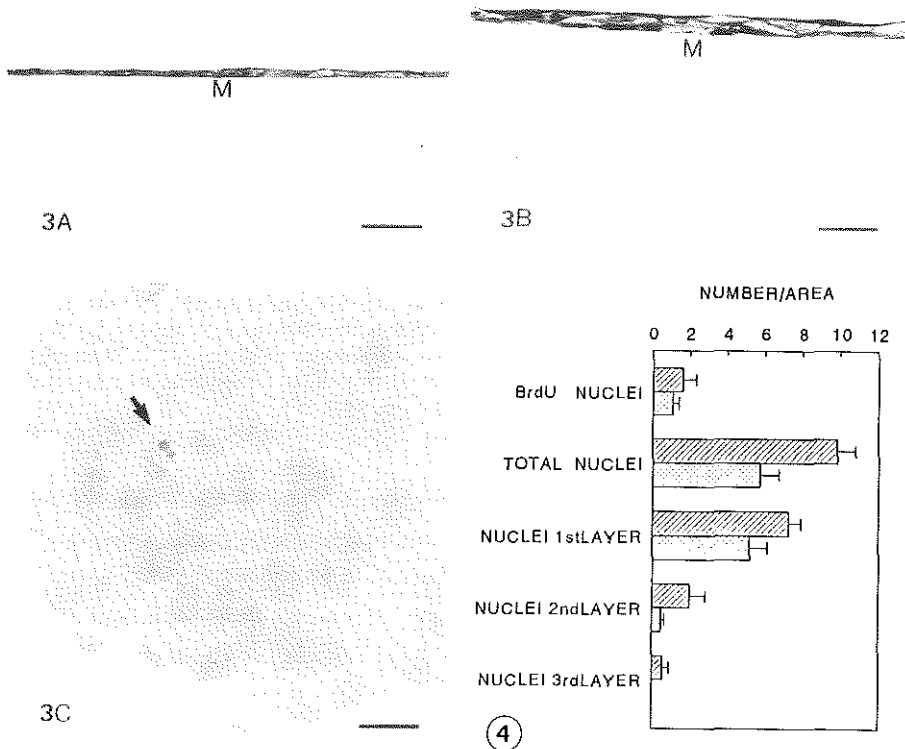 M
3A
M
3B
3C
NUMBER/AREA
0 2 4 6 8 10 12
BrdU NUCLEI
TOTAL NUCLEI
NUCLEI 1stLAYER
NUCLEI 2ndLAYER
NUCLEI 3rdLAYER
4